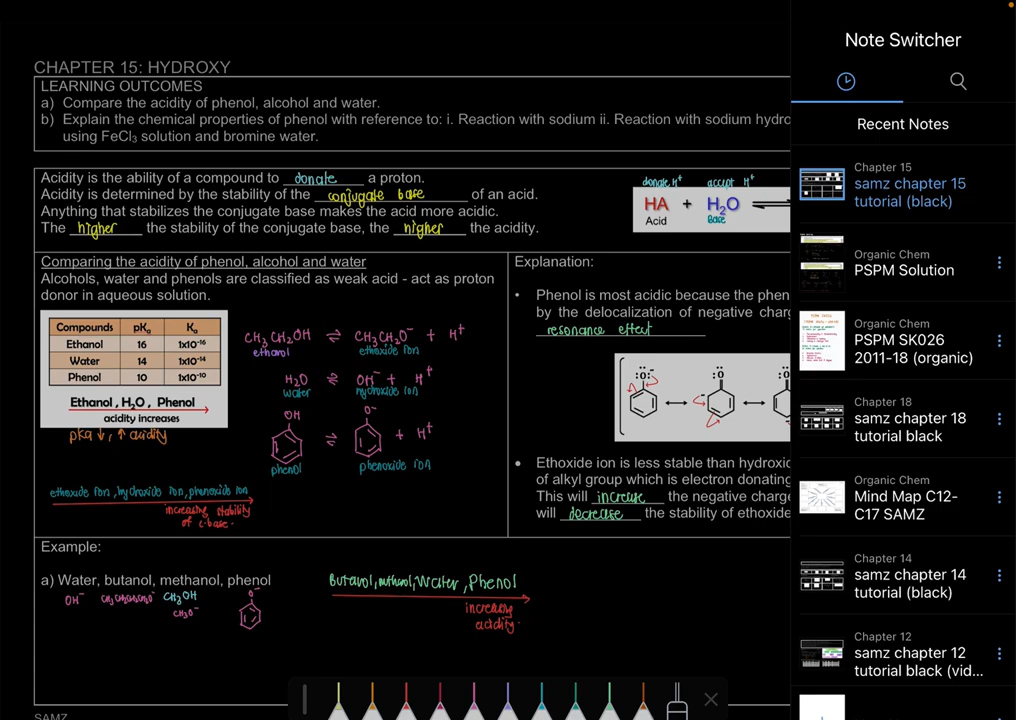 CHAPTER 15: HYDROXY
LEARNING OUTCOMES
a) Compare the acidity of phenol, alcohol and water.
b) Explain the chemical properties of phenol with reference to: i. Reaction with sodium ii. Reaction with sodium hydro
using FeCl₃ solution and bromine water.
Acidity is the ability of a compound to donate a proton.
Acidity is determined by the stability of the conjugate base of an acid.
Anything that stabilizes the conjugate base makes the acid more acidic.
The higher the stability of the conjugate base, the higher the acidity.
donate H⁺ accept H⁺
HA + H₂O ⇌
Acid Base
Comparing the acidity of phenol, alcohol and water
Alcohols, water and phenols are classified as weak acid - act as proton
donor in aqueous solution.
Compounds pKₐ Kₐ
Ethanol 16 1x10⁻¹⁶
Water 14 1x10⁻¹⁴
Phenol 10 1x10⁻¹⁰
Ethanol , H₂O, Phenol
acidity increases
pKa ↓, ↑ acidity
CH₃CH₂OH ⇌ CH₃CH₂O⁻ + H⁺
ethanol ethoxide ion
H₂O ⇌ OH⁻ + H⁺
water hydroxide ion
OH O⁻
⇌ + H⁺
phenol phenoxide ion
ethoxide ion, hydroxide ion, phenoxide ion
increasing stability
of c-base.
Explanation:
• Phenol is most acidic because the phen
by the delocalization of negative charg
resonance effect
:Ö:⁻ :O :O
• Ethoxide ion is less stable than hydroxic
of alkyl group which is electron donating
This will increase the negative charge
will decrease the stability of ethoxide
Example:
a) Water, butanol, methanol, phenol
OH⁻ CH₃CH₂CH₂CH₂O⁻ CH₃OH O⁻
CH₃O⁻
Butanol, methanol, Water, Phenol
increasing
acidity.
SAMZ
Note Switcher
Recent Notes
Chapter 15
samz chapter 15
tutorial (black)
Organic Chem
PSPM Solution
Organic Chem
PSPM SK026
2011-18 (organic)
Chapter 18
samz chapter 18
tutorial black
Organic Chem
Mind Map C12-
C17 SAMZ
Chapter 14
samz chapter 14
tutorial (black)
Chapter 12
samz chapter 12
tutorial black (vid...